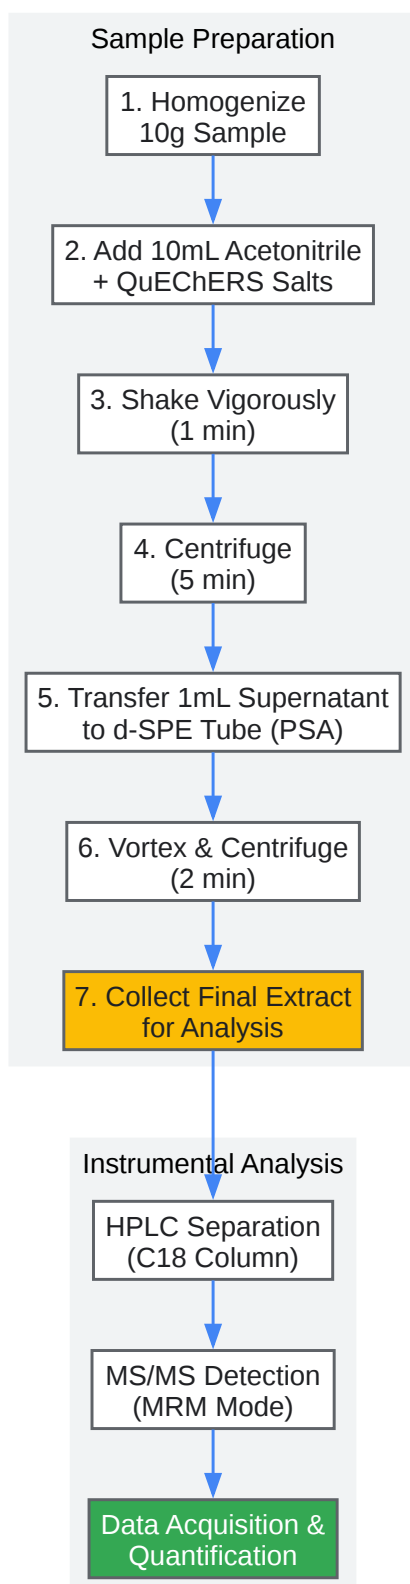 Sample Preparation
1. Homogenize
10g Sample
2. Add 10mL Acetonitrile
+ QuEChERS Salts
3. Shake Vigorously
(1 min)
4. Centrifuge
(5 min)
5. Transfer 1mL Supernatant
to d-SPE Tube (PSA)
6. Vortex & Centrifuge
(2 min)
7. Collect Final Extract
for Analysis
Instrumental Analysis
HPLC Separation
(C18 Column)
MS/MS Detection
(MRM Mode)
Data Acquisition &
Quantification